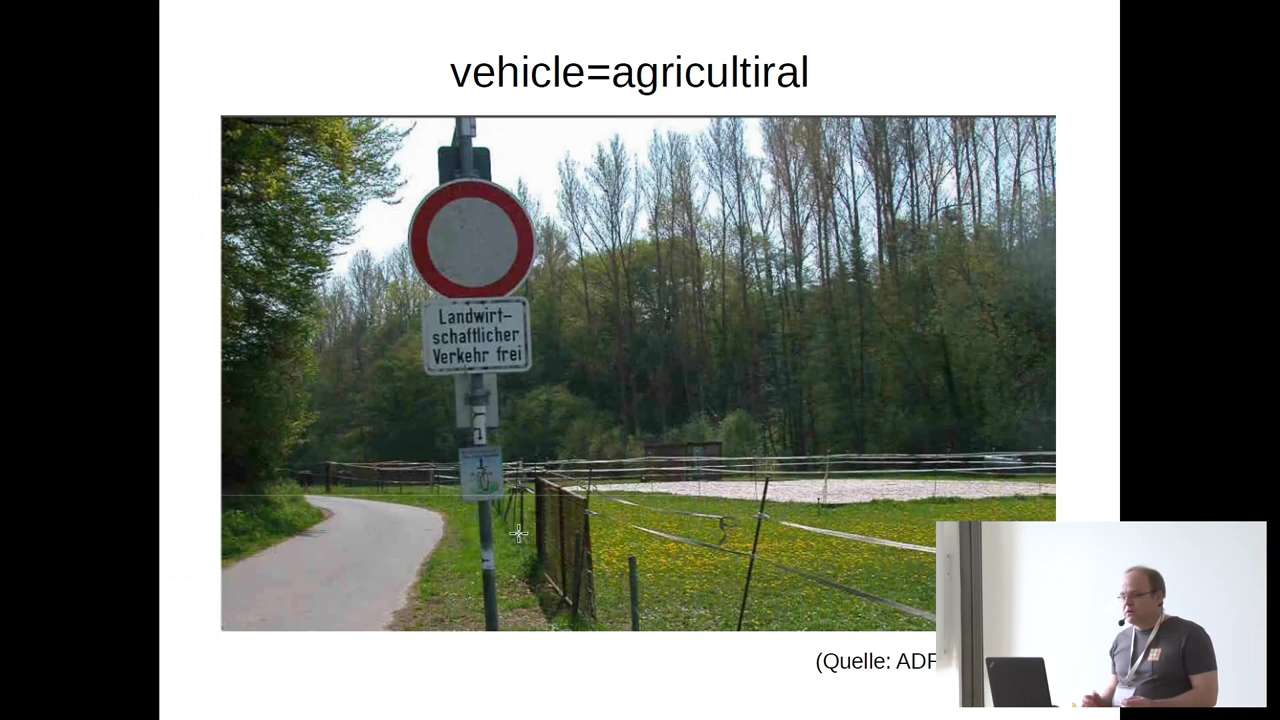 vehicle=agricultiral
Landwirt-
schaftlicher
Verkehr frei
(Quelle: ADF